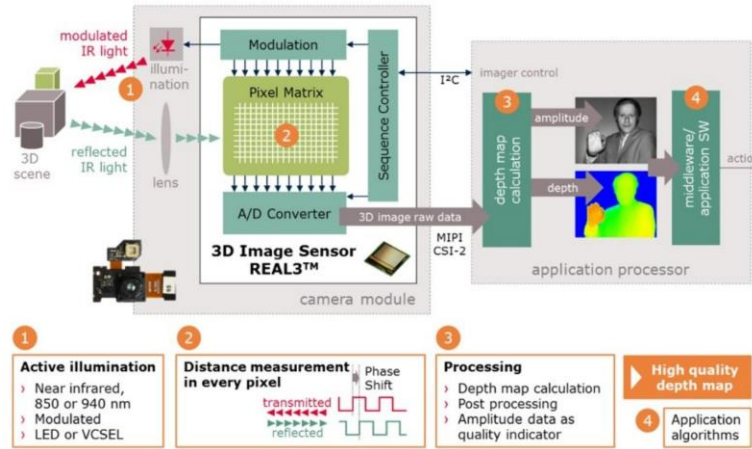 modulated
IR light
illumi-
nation
1
3D
scene
reflected
IR light
lens
Modulation
Pixel Matrix
2
Sequence Controller
A/D Converter
3D Image Sensor
REAL3™
camera module
I²C
3D image raw data
MIPI
CSI-2
imager control
3
depth map
calculation
amplitude
depth
4
middleware/
application SW
actio
application processor
1
Active illumination
› Near infrared,
850 or 940 nm
› Modulated
› LED or VCSEL
2
Distance measurement
in every pixel
Phase
Shift
transmitted
reflected
3
Processing
› Depth map calculation
› Post processing
› Amplitude data as
quality indicator
High quality
depth map
4
Application
algorithms